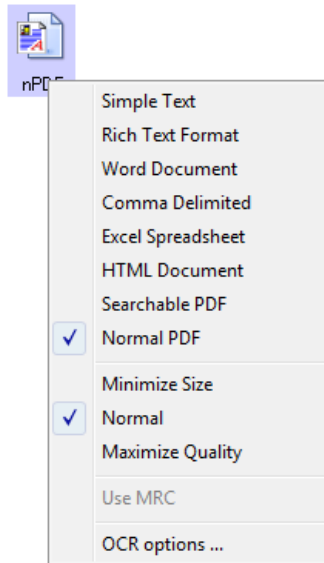 nPDF
Simple Text
Rich Text Format
Word Document
Comma Delimited
Excel Spreadsheet
HTML Document
Searchable PDF
Normal PDF
Minimize Size
Normal
Maximize Quality
Use MRC
OCR options ...